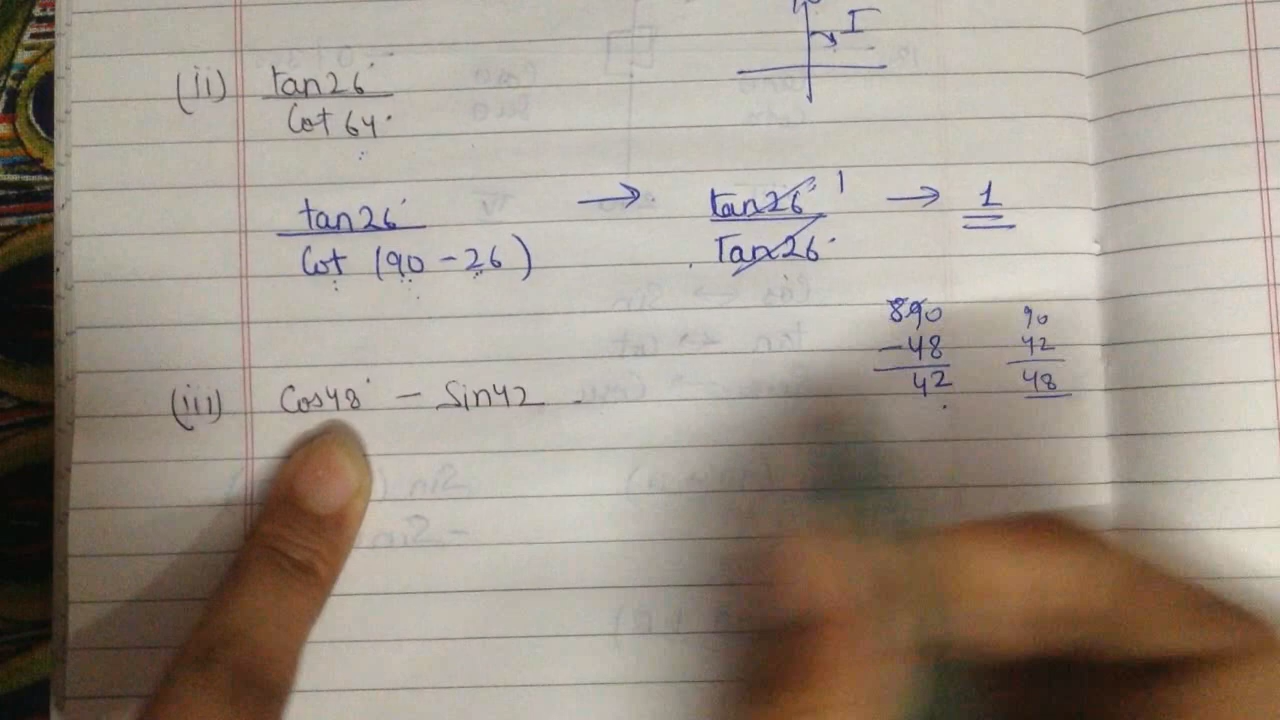 I
(ii) tan26°
Cot 64°
tan26° → tan26° 1 → 1
Cot (90 - 26) Tan26°
890 90
-48 42
42 48
(iii) Cos48° - Sin42